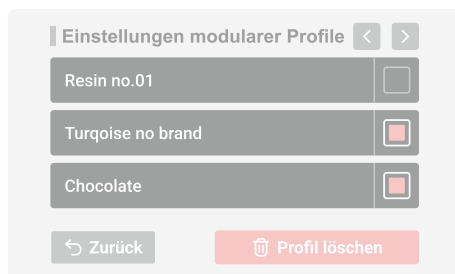 Einstellungen modularer Profile
Resin no.01
Turqoise no brand
Chocolate
Zurück
Profil löschen